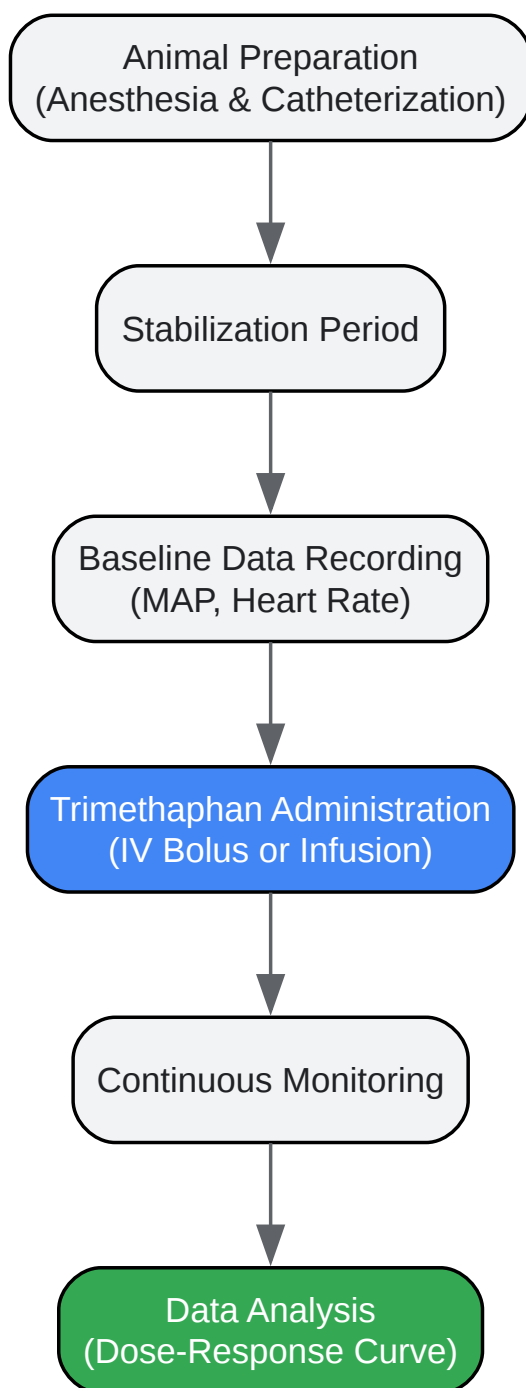 Animal Preparation
(Anesthesia & Catheterization)
Stabilization Period
Baseline Data Recording
(MAP, Heart Rate)
Trimethaphan Administration
(IV Bolus or Infusion)
Continuous Monitoring
Data Analysis
(Dose-Response Curve)